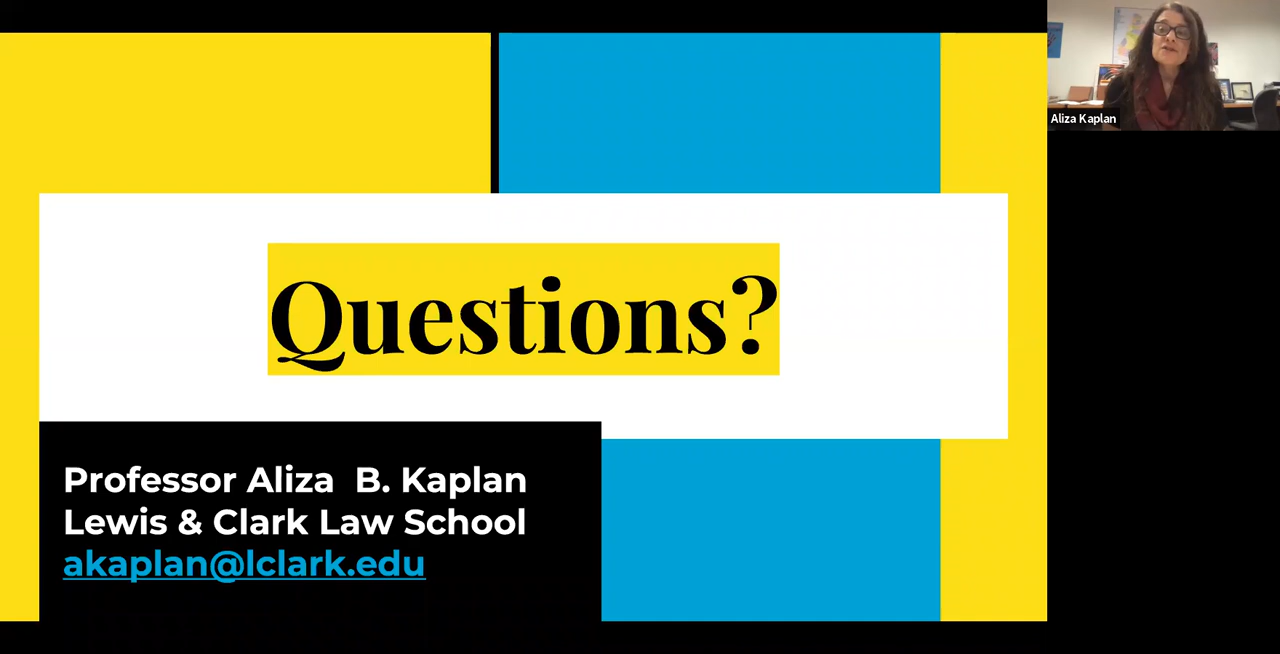 Aliza Kaplan
Questions?
Professor Aliza B. Kaplan
Lewis & Clark Law School
akaplan@lclark.edu